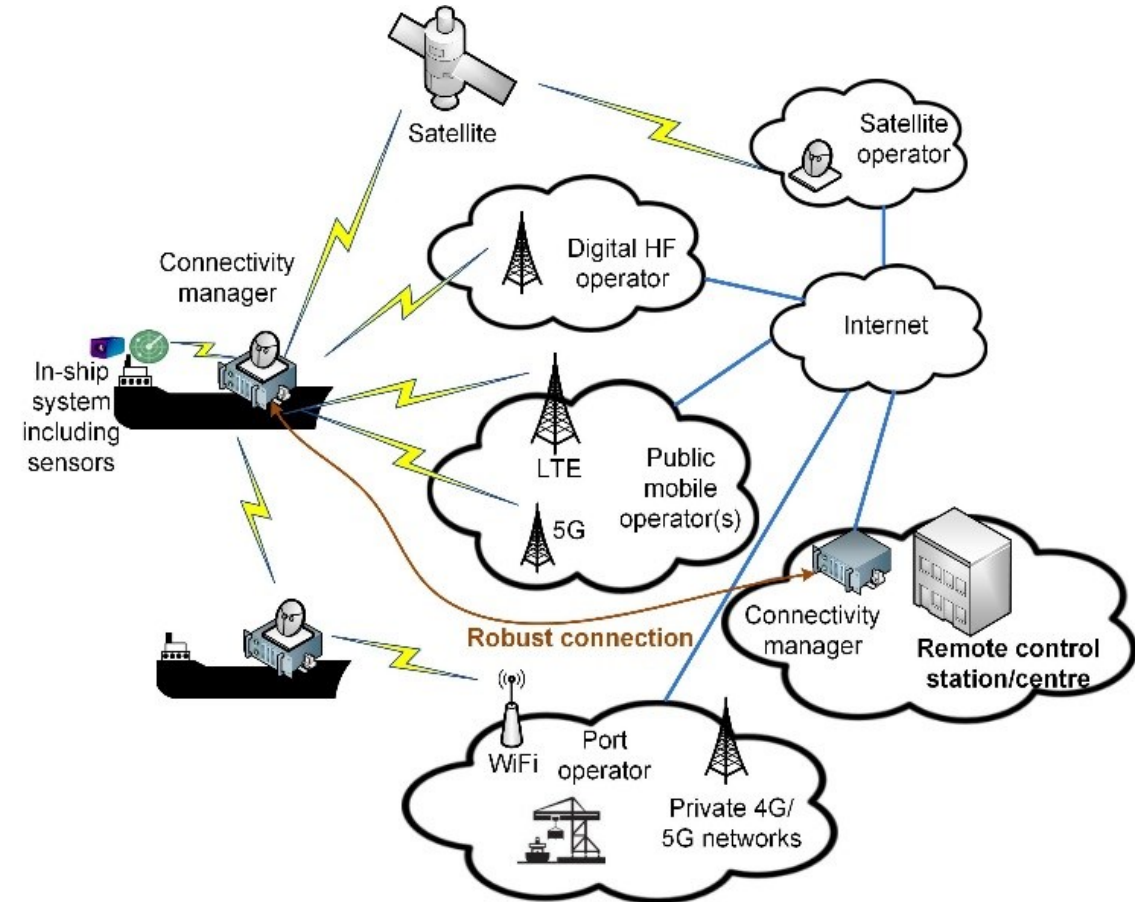 Satellite
Satellite
operator
Digital HF
operator
Connectivity
manager
Internet
In-ship
system
including
sensors
LTE
5G
Public
mobile
operator(s)
Robust connection
Connectivity
manager
Remote control
station/centre
WiFi
Port
operator
Private 4G/
5G networks